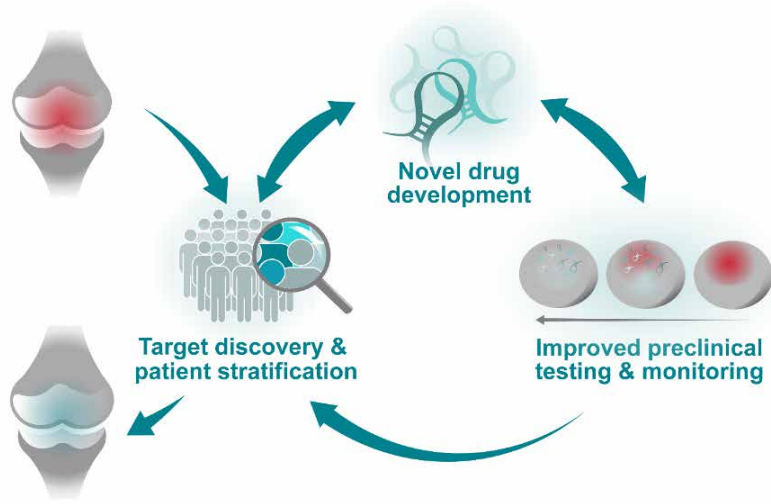 Novel drug
development
Target discovery &
patient stratification
Improved preclinical
testing & monitoring